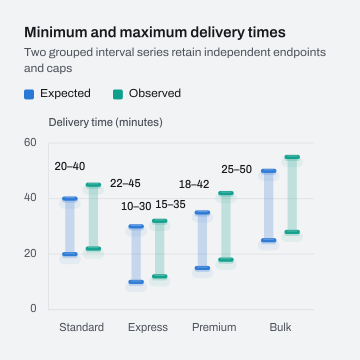 Minimum and maximum delivery times
Two grouped interval series retain independent endpoints
and caps
Expected
Observed
Delivery time (minutes)
60
40
20
0
20–40
22–45
10–30
15–35
18–42
25–50
Standard
Express
Premium
Bulk